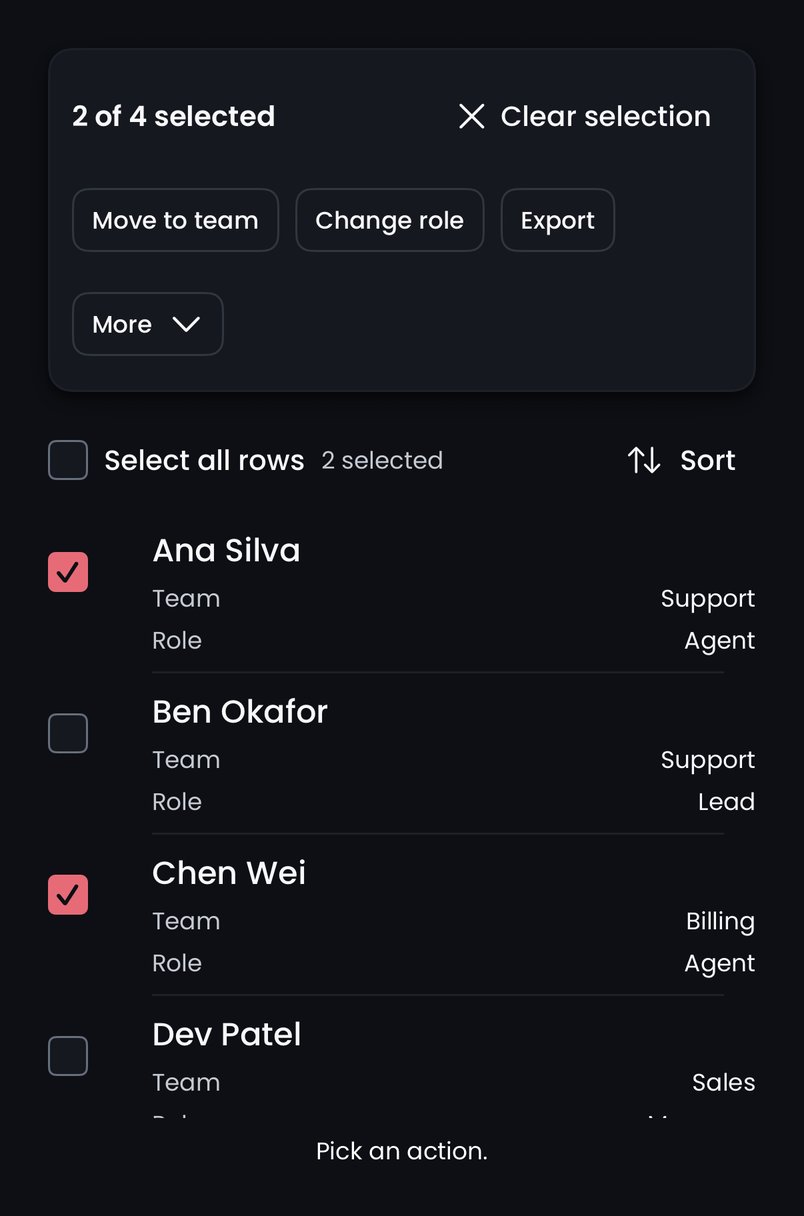 2 of 4 selected
Clear selection
Move to team Change role Export
More
Select all rows 2 selected Sort
Ana Silva
Team Support
Role Agent
Ben Okafor
Team Support
Role Lead
Chen Wei
Team Billing
Role Agent
Dev Patel
Team Sales
Pick an action.